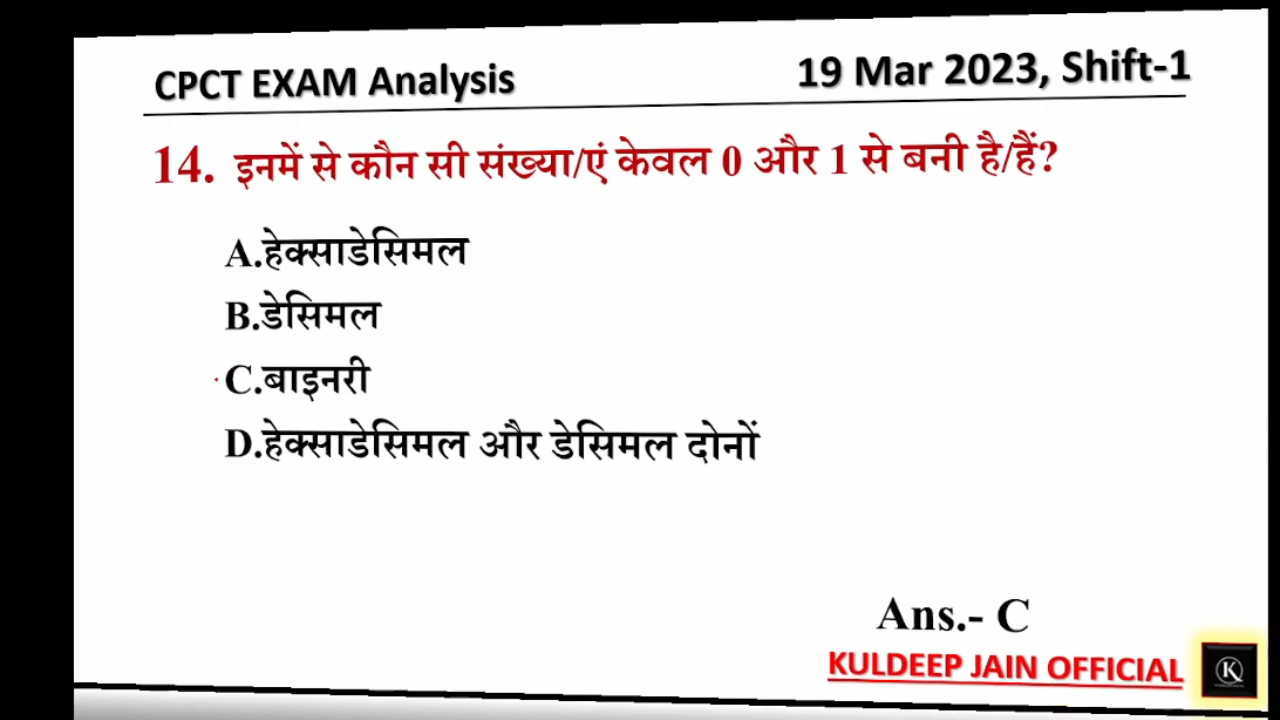 CPCT EXAM Analysis
19 Mar 2023, Shift-1
14. इनमें से कौन सी संख्या/एं केवल 0 और 1 से बनी है/हैं?
A.हेक्साडेसिमल
B.डेसिमल
C.बाइनरी
D.हेक्साडेसिमल और डेसिमल दोनों
Ans.- C
KULDEEP JAIN OFFICIAL
K